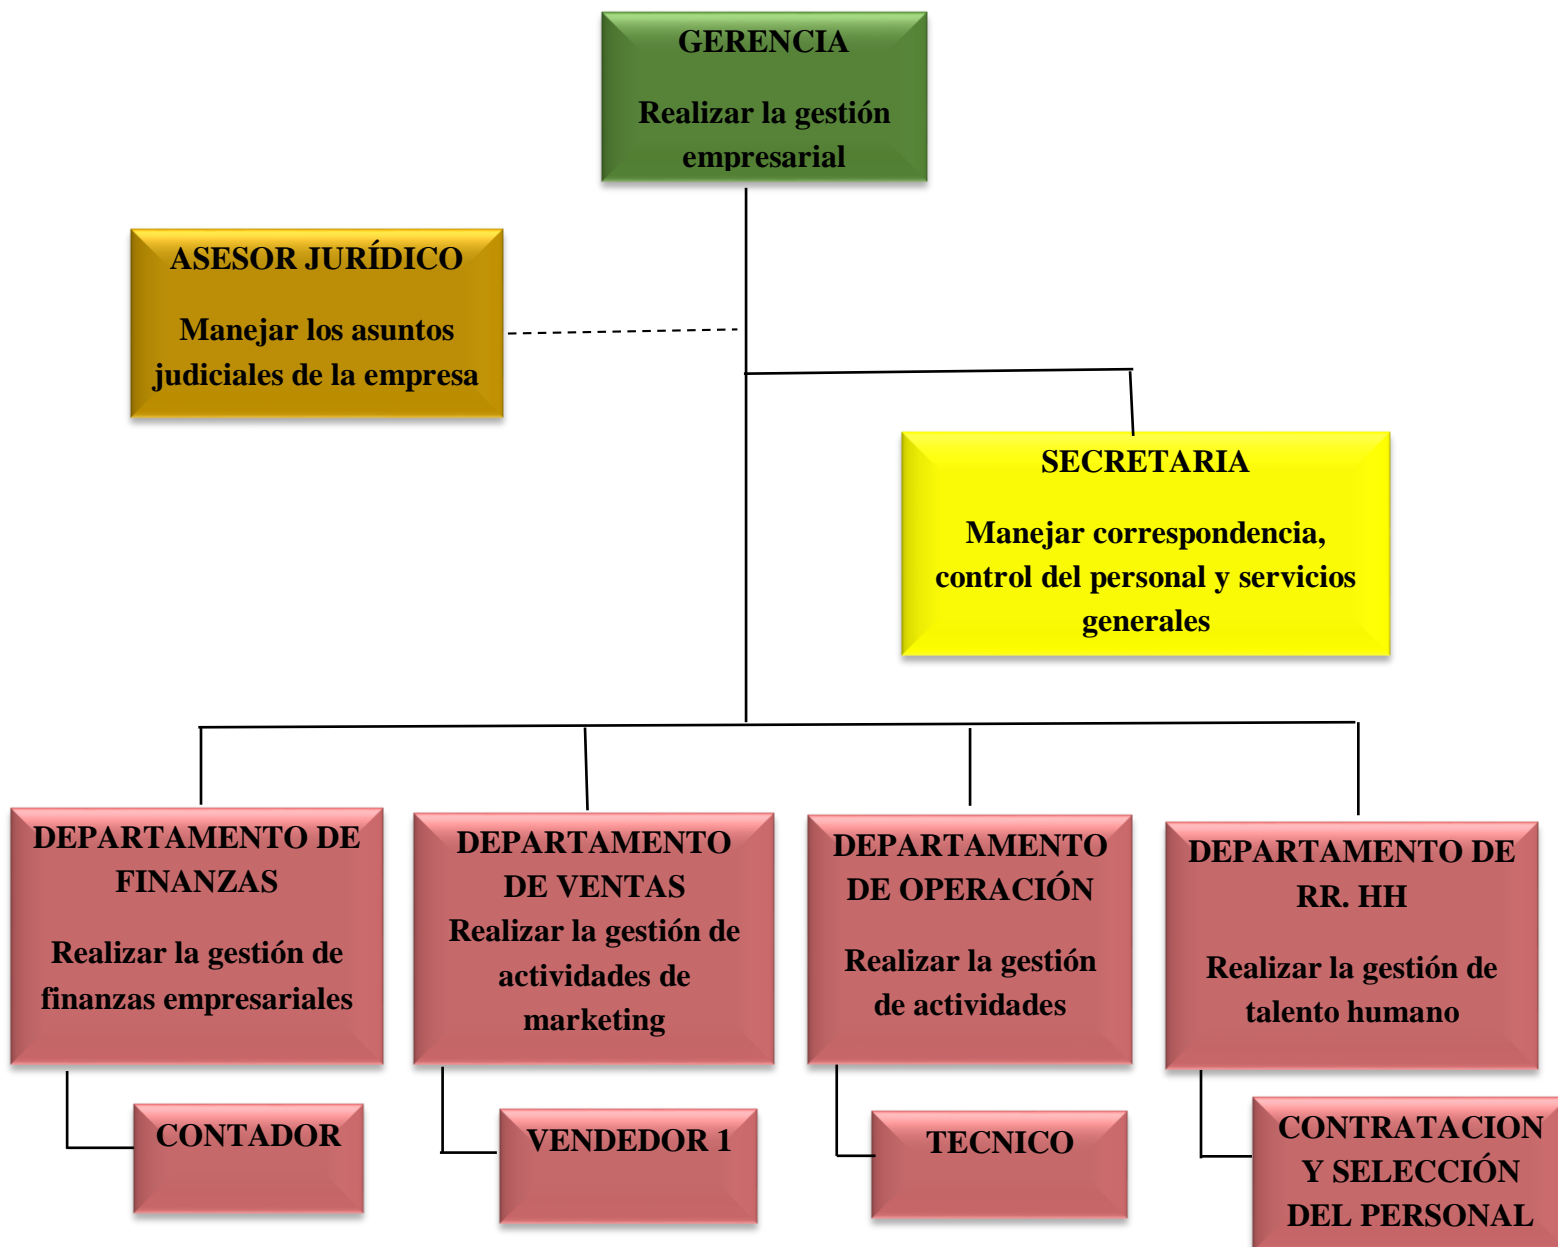 GERENCIA
Realizar la gestión
empresarial
ASESOR JURÍDICO
Manejar los asuntos
judiciales de la empresa
SECRETARIA
Manejar correspondencia,
control del personal y servicios
generales
DEPARTAMENTO DE
FINANZAS
Realizar la gestión de
finanzas empresariales
DEPARTAMENTO
DE VENTAS
Realizar la gestión de
actividades de
marketing
DEPARTAMENTO
DE OPERACIÓN
Realizar la gestión
de actividades
DEPARTAMENTO DE
RR. HH
Realizar la gestión de
talento humano
CONTADOR
VENDEDOR 1
TECNICO
CONTRATACION
Y SELECCIÓN
DEL PERSONAL